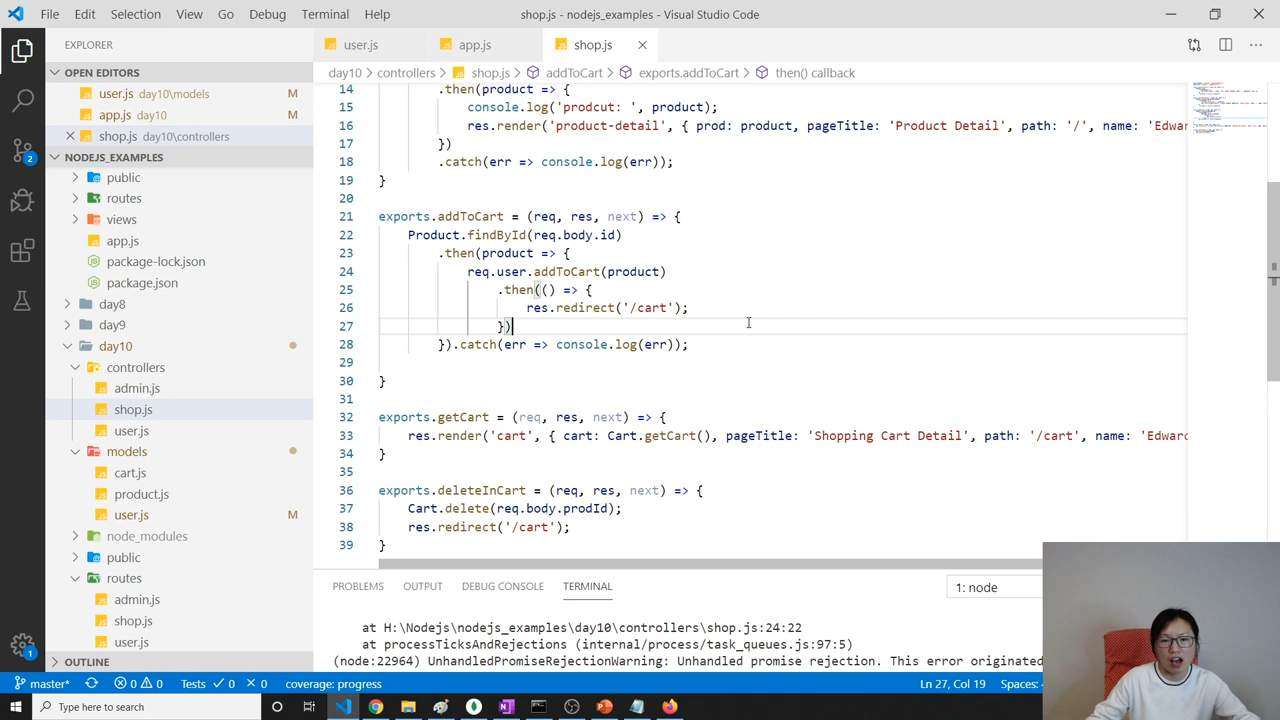 File Edit Selection View Go Debug Terminal Help
shop.js - nodejs_examples - Visual Studio Code
EXPLORER
user.js
app.js
shop.js
OPEN EDITORS
day10 > controllers > shop.js > addToCart > exports.addToCart > then() callback
user.js day10\models M
app.js day10 M
shop.js day10\controllers
NODEJS_EXAMPLES
public
routes
views
app.js
package-lock.json
package.json
day8
day9
day10
controllers
admin.js
shop.js
user.js
models
cart.js
product.js
user.js M
node_modules
public
routes
admin.js
shop.js
user.js
OUTLINE
14 .then(product => {
15 console.log('prodcut: ', product);
16 res.render('product-detail', { prod: product, pageTitle: 'Product Detail', path: '/', name: 'Edwar
17 })
18 .catch(err => console.log(err));
19 }
20
21 exports.addToCart = (req, res, next) => {
22 Product.findById(req.body.id)
23 .then(product => {
24 req.user.addToCart(product)
25 .then(() => {
26 res.redirect('/cart');
27 })
28 }).catch(err => console.log(err));
29
30 }
31
32 exports.getCart = (req, res, next) => {
33 res.render('cart', { cart: Cart.getCart(), pageTitle: 'Shopping Cart Detail', path: '/cart', name: 'Edwar
34 }
35
36 exports.deleteInCart = (req, res, next) => {
37 Cart.delete(req.body.prodId);
38 res.redirect('/cart');
39 }
PROBLEMS OUTPUT DEBUG CONSOLE TERMINAL
1: node
at H:\Nodejs\nodejs_examples\day10\controllers\shop.js:24:22
at processTicksAndRejections (internal/process/task_queues.js:97:5)
(node:22964) UnhandledPromiseRejectionWarning: Unhandled promise rejection. This error originated
2
1
master* 0 0 Tests 0 0 coverage: progress
Ln 27, Col 19 Spaces:
Type here to search